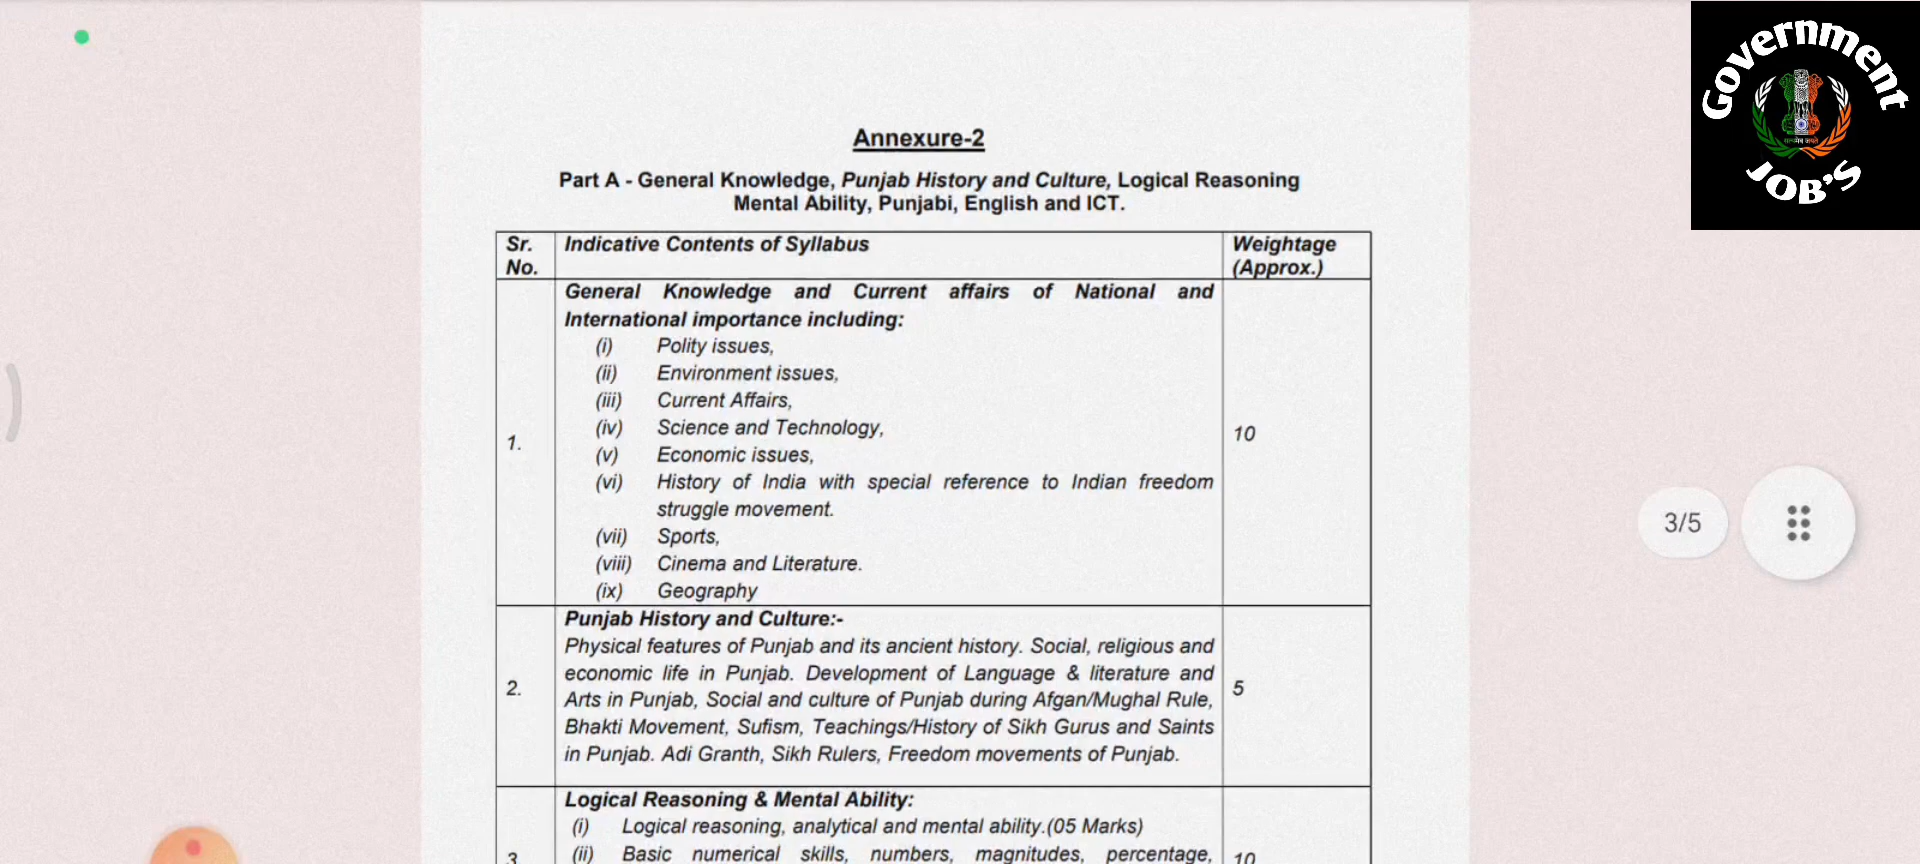 Government
JOB'S
Annexure-2
Part A - General Knowledge, Punjab History and Culture, Logical Reasoning
Mental Ability, Punjabi, English and ICT.
Sr. No.
Indicative Contents of Syllabus
Weightage (Approx.)
1.
General Knowledge and Current affairs of National and
International importance including:
(i) Polity issues,
(ii) Environment issues,
(iii) Current Affairs,
(iv) Science and Technology,
(v) Economic issues,
(vi) History of India with special reference to Indian freedom
struggle movement.
(vii) Sports,
(viii) Cinema and Literature.
(ix) Geography
10
2.
Punjab History and Culture:-
Physical features of Punjab and its ancient history. Social, religious and
economic life in Punjab. Development of Language & literature and
Arts in Punjab, Social and culture of Punjab during Afgan/Mughal Rule,
Bhakti Movement, Sufism, Teachings/History of Sikh Gurus and Saints
in Punjab. Adi Granth, Sikh Rulers, Freedom movements of Punjab.
5
3.
Logical Reasoning & Mental Ability:
(i) Logical reasoning, analytical and mental ability.(05 Marks)
(ii) Basic numerical skills, numbers, magnitudes, percentage,
10
3/5